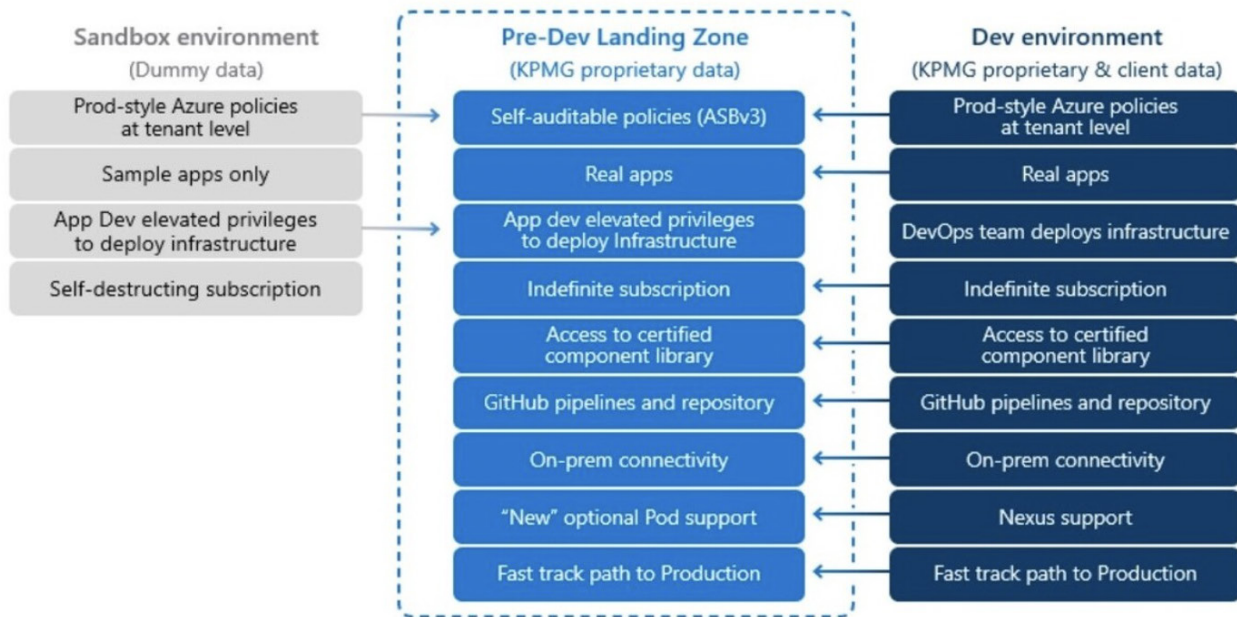 Sandbox environment
(Dummy data)
Prod-style Azure policies
at tenant level
Sample apps only
App Dev elevated privileges
to deploy infrastructure
Self-destructing subscription
Pre-Dev Landing Zone
(KPMG proprietary data)
Self-auditable policies (ASBv3)
Real apps
App dev elevated privileges
to deploy Infrastructure
Indefinite subscription
Access to certified
component library
GitHub pipelines and repository
On-prem connectivity
“New” optional Pod support
Fast track path to Production
Dev environment
(KPMG proprietary & client data)
Prod-style Azure policies
at tenant level
Real apps
DevOps team deploys infrastructure
Indefinite subscription
Access to certified
component library
GitHub pipelines and repository
On-prem connectivity
Nexus support
Fast track path to Production